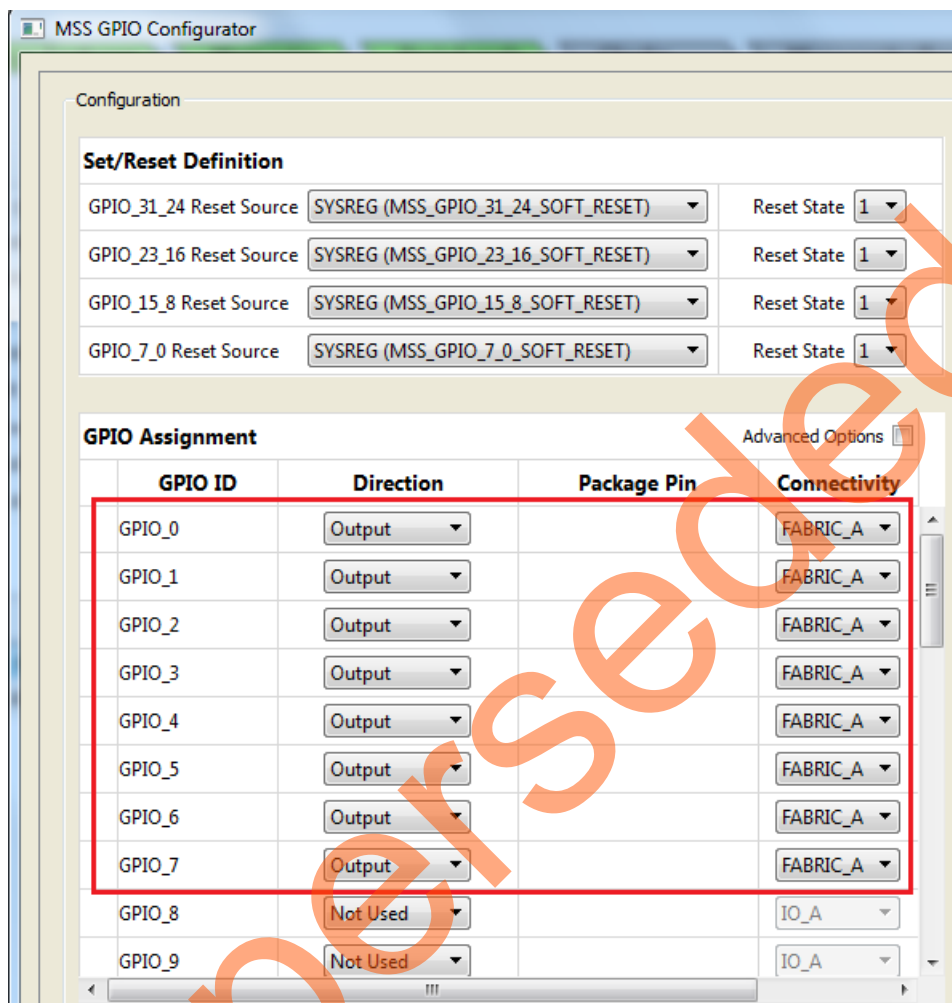 MSS GPIO Configurator
Configuration
Set/Reset Definition
GPIO_31_24 Reset Source SYSREG (MSS_GPIO_31_24_SOFT_RESET) Reset State 1
GPIO_23_16 Reset Source SYSREG (MSS_GPIO_23_16_SOFT_RESET) Reset State 1
GPIO_15_8 Reset Source SYSREG (MSS_GPIO_15_8_SOFT_RESET) Reset State 1
GPIO_7_0 Reset Source SYSREG (MSS_GPIO_7_0_SOFT_RESET) Reset State 1
GPIO Assignment Advanced Options
GPIO ID Direction Package Pin Connectivity
GPIO_0 Output FABRIC_A
GPIO_1 Output FABRIC_A
GPIO_2 Output FABRIC_A
GPIO_3 Output FABRIC_A
GPIO_4 Output FABRIC_A
GPIO_5 Output FABRIC_A
GPIO_6 Output FABRIC_A
GPIO_7 Output FABRIC_A
GPIO_8 Not Used IO_A
GPIO_9 Not Used IO_A
perseded